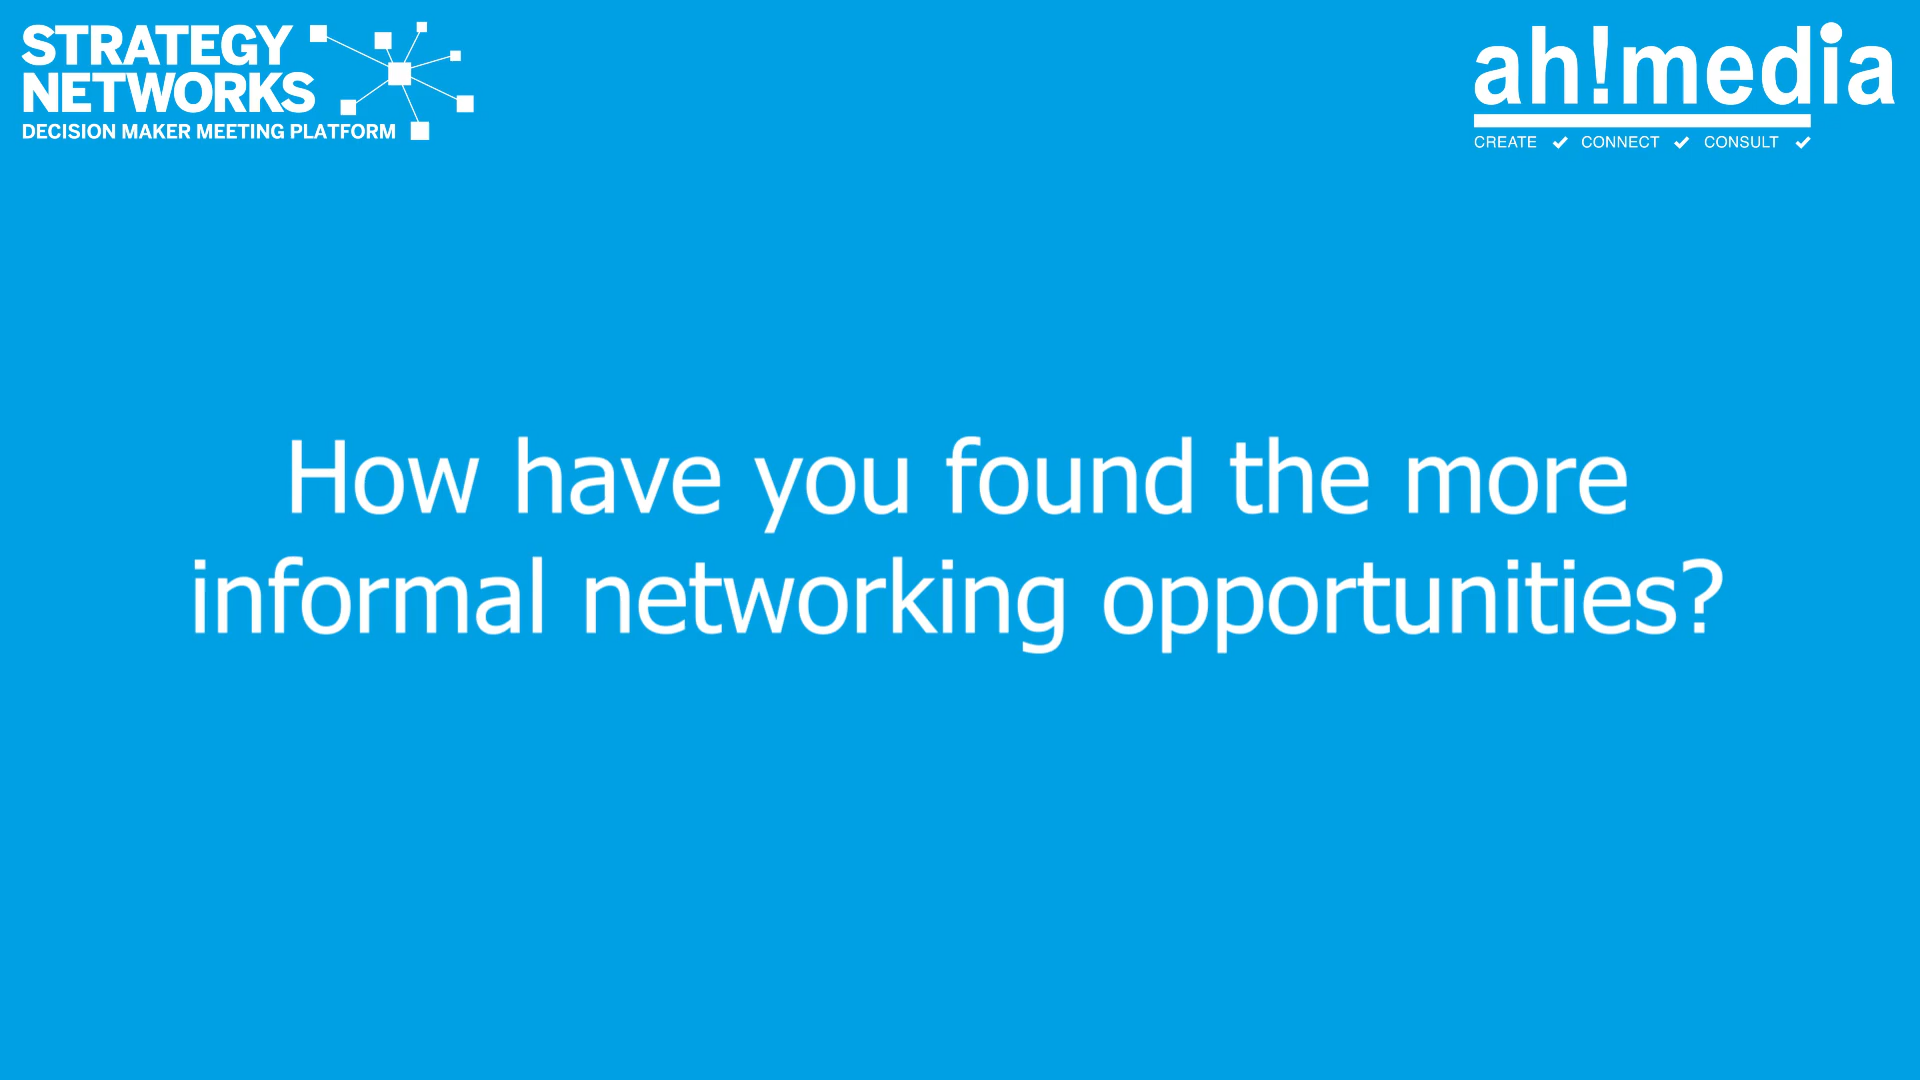 STRATEGY
NETWORKS
DECISION MAKER MEETING PLATFORM
ah!media
CREATE CONNECT CONSULT
How have you found the more
informal networking opportunities?